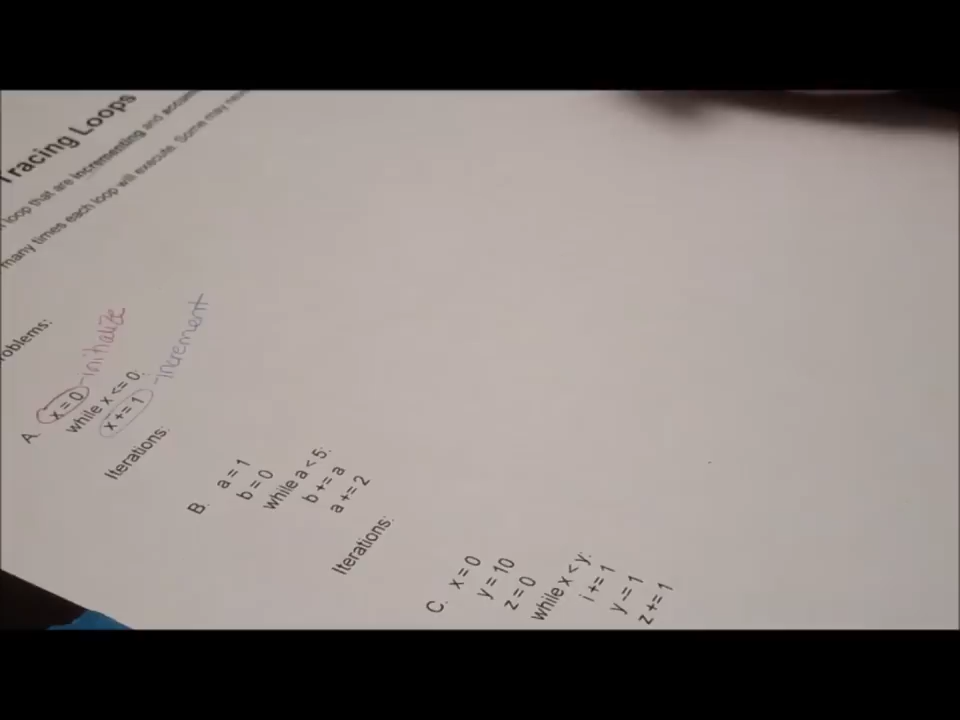 Tracing Loops
loop that are incrementing and
many times each loop will execute. Some may
roblems:
A. x = 0 - initialize
while x <= 0:
x += 1 - increment
Iterations:
B. a = 1
b = 0
while a < 5:
b += a
a += 2
Iterations:
C. x = 0
y = 10
z = 0
while x < y:
i += 1
y -= 1
z += 1